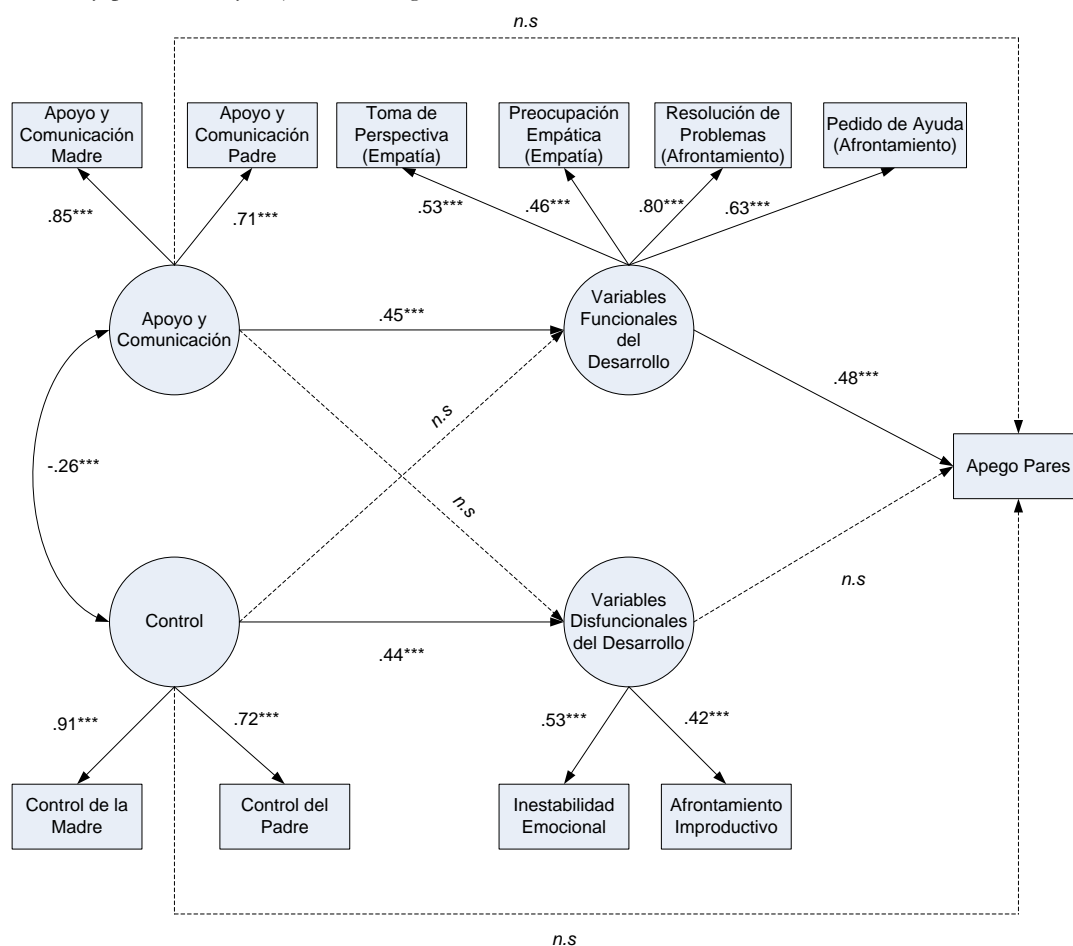 n.s
Apoyo y
Comunicación
Madre
Apoyo y
Comunicación
Padre
Toma de
Perspectiva
(Empatía)
Preocupación
Empática
(Empatía)
Resolución de
Problemas
(Afrontamiento)
Pedido de Ayuda
(Afrontamiento)
.85***
.71***
.53***
.46***
.80***
.63***
Apoyo y
Comunicación
.45***
Variables
Funcionales
del
Desarrollo
.48***
n.s
-.26***
n.s
Apego Pares
n.s
Control
.44***
Variables
Disfuncionales
del Desarrollo
.91***
.72***
.53***
.42***
Control de la
Madre
Control del
Padre
Inestabilidad
Emocional
Afrontamiento
Improductivo
n.s